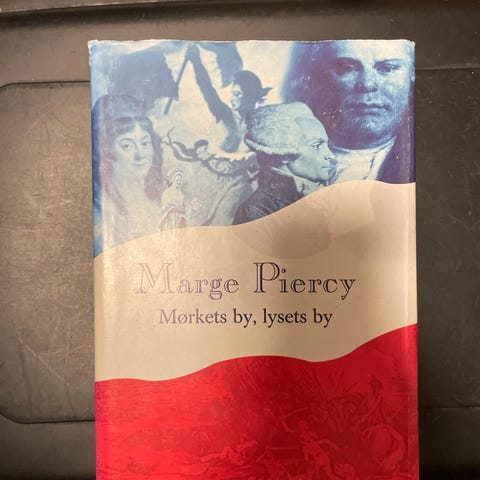 Marge Piercy
Mørkets by, lysets by